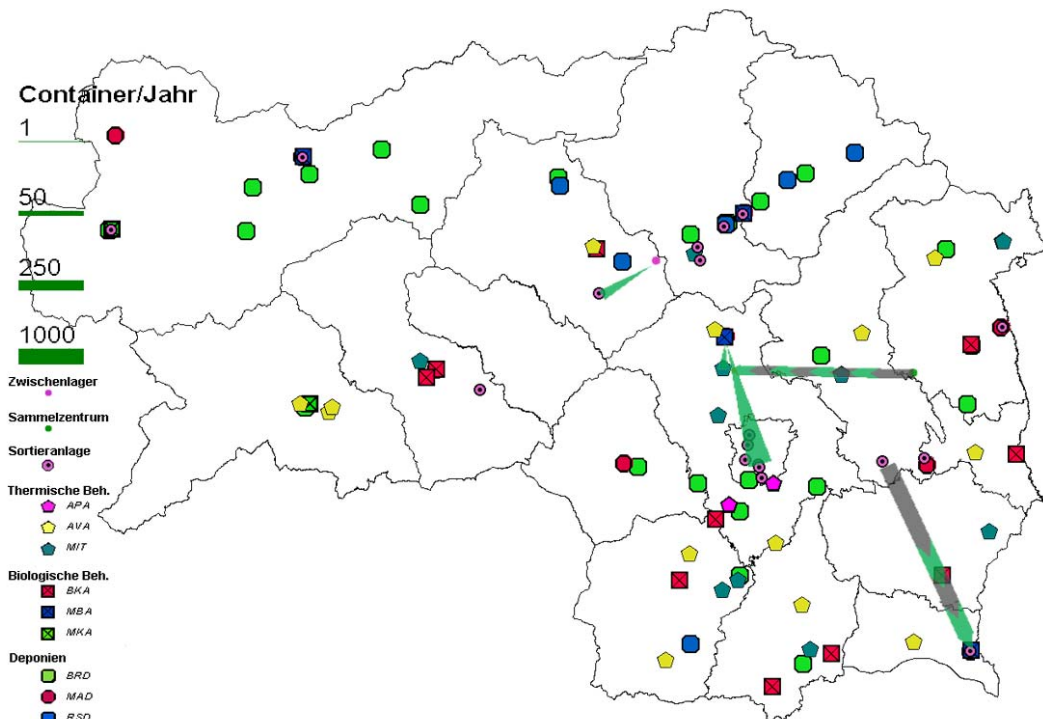 Container/Jahr
1
50
250
1000
Zwischenlager
Sammelzentrum
Sortieranlage
Thermische Beh.
APA
AVA
MIT
Biologische Beh.
BKA
MBA
MKA
Deponien
BRD
MAD
RSD